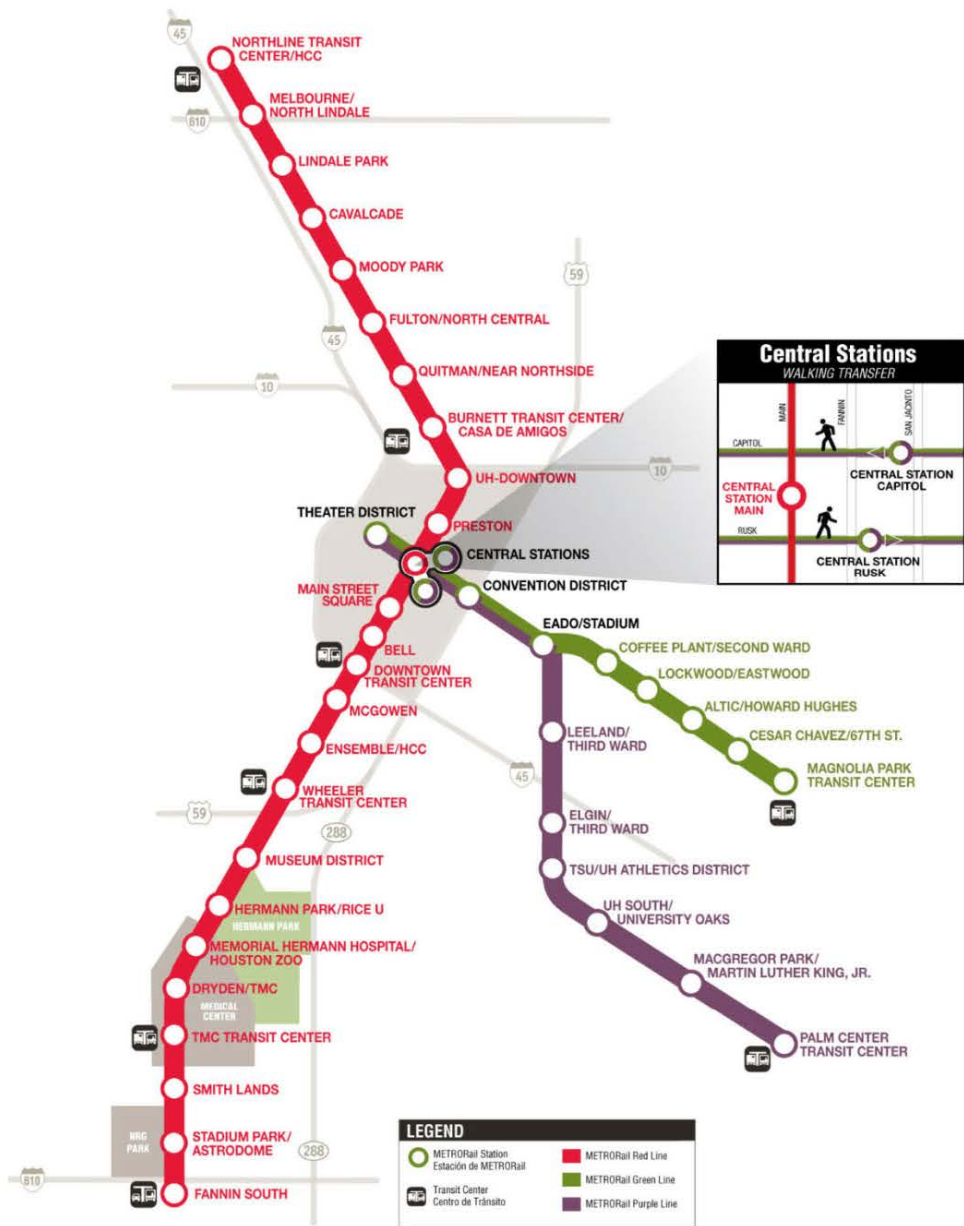 45
NORTHLINE TRANSIT
CENTER/HCC
MELBOURNE/
NORTH LINDALE
610
LINDALE PARK
CAVALCADE
MOODY PARK
59
FULTON/NORTH CENTRAL
45
QUITMAN/NEAR NORTHSIDE
10
BURNETT TRANSIT CENTER/
CASA DE AMIGOS
10
UH-DOWNTOWN
THEATER DISTRICT
PRESTON
CENTRAL STATIONS
CONVENTION DISTRICT
MAIN STREET
SQUARE
EADO/STADIUM
BELL
COFFEE PLANT/SECOND WARD
DOWNTOWN
TRANSIT CENTER
LOCKWOOD/EASTWOOD
MCGOWEN
ALTIC/HOWARD HUGHES
LEELAND/
THIRD WARD
CESAR CHAVEZ/67TH ST.
ENSEMBLE/HCC
45
MAGNOLIA PARK
TRANSIT CENTER
WHEELER
TRANSIT CENTER
59
288
ELGIN/
THIRD WARD
MUSEUM DISTRICT
TSU/UH ATHLETICS DISTRICT
HERMANN PARK/RICE U
HERMANN PARK
UH SOUTH/
UNIVERSITY OAKS
MEMORIAL HERMANN HOSPITAL/
HOUSTON ZOO
MACGREGOR PARK/
MARTIN LUTHER KING, JR.
DRYDEN/TMC
MEDICAL
CENTER
TMC TRANSIT CENTER
PALM CENTER
TRANSIT CENTER
SMITH LANDS
NRG
PARK
STADIUM PARK/
ASTRODOME
288
610
FANNIN SOUTH
Central Stations
WALKING TRANSFER
MAIN
FANNIN
SAN JACINTO
CAPITOL
CENTRAL STATION
CAPITOL
CENTRAL
STATION
MAIN
RUSK
CENTRAL STATION
RUSK
LEGEND
METRORail Station
Estación de METRORail
Transit Center
Centro de Tránsito
METRORail Red Line
METRORail Green Line
METRORail Purple Line